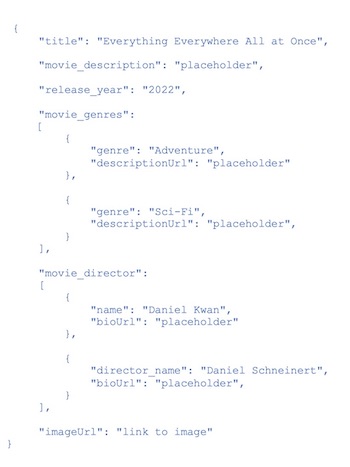 {
"title": "Everything Everywhere All at Once",
"movie_description": "placeholder",
"release_year": "2022",
"movie_genres":
[
{
"genre": "Adventure",
"descriptionUrl": "placeholder"
},
{
"genre": "Sci-Fi",
"descriptionUrl": "placeholder",
}
],
"movie_director":
[
{
"name": "Daniel Kwan",
"bioUrl": "placeholder"
},
{
"director_name": "Daniel Schneinert",
"bioUrl": "placeholder",
}
],
"imageUrl": "link to image"
}